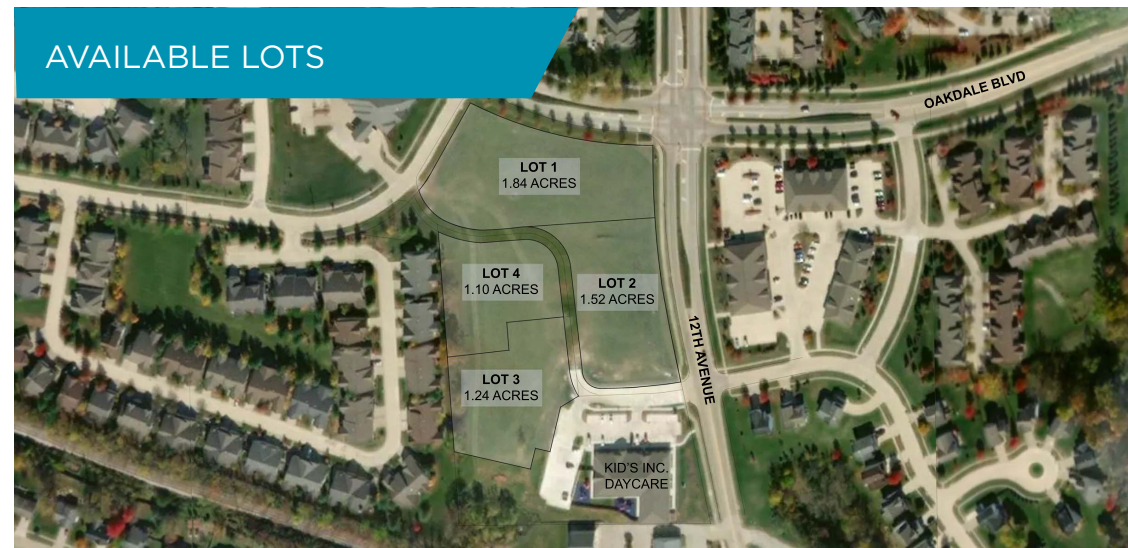 AVAILABLE LOTS
OAKDALE BLVD
LOT 1
1.84 ACRES
LOT 4
1.10 ACRES
LOT 2
1.52 ACRES
12TH AVENUE
LOT 3
1.24 ACRES
KID'S INC.
DAYCARE